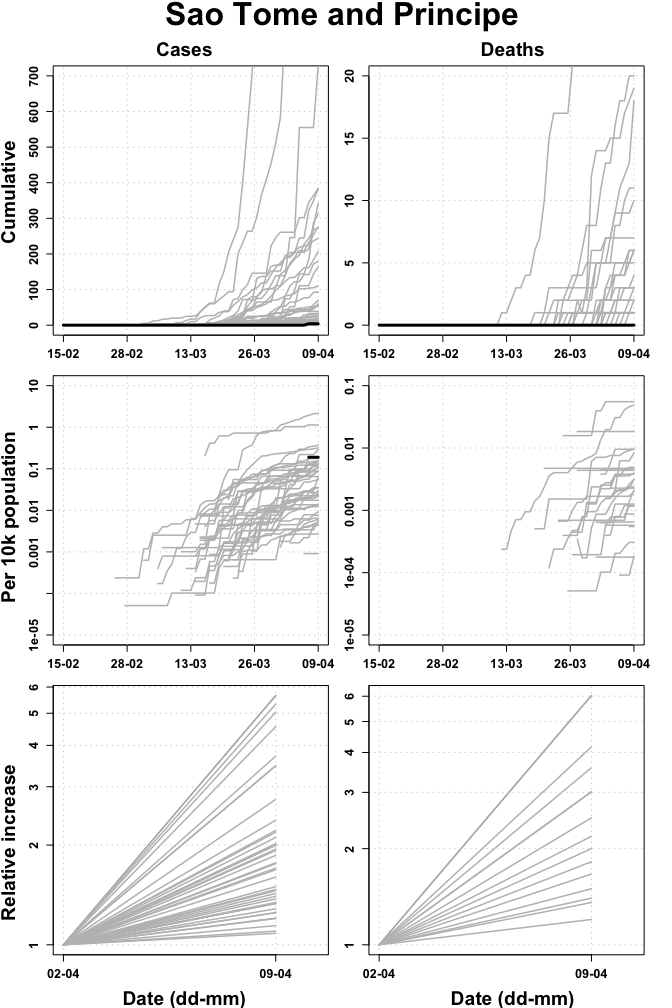 Sao Tome and Principe
Cases
Deaths
Cumulative
700
600
500
400
300
200
100
0
15-02 28-02 13-03 26-03 09-04
20
15
10
5
0
15-02 28-02 13-03 26-03 09-04
Per 10k population
10
1
0.1
0.01
0.001
1e-05
15-02 28-02 13-03 26-03 09-04
0.1
0.01
0.001
1e-04
1e-05
15-02 28-02 13-03 26-03 09-04
Relative increase
6
5
4
3
2
1
02-04 09-04
Date (dd-mm)
6
5
4
3
2
1
02-04 09-04
Date (dd-mm)